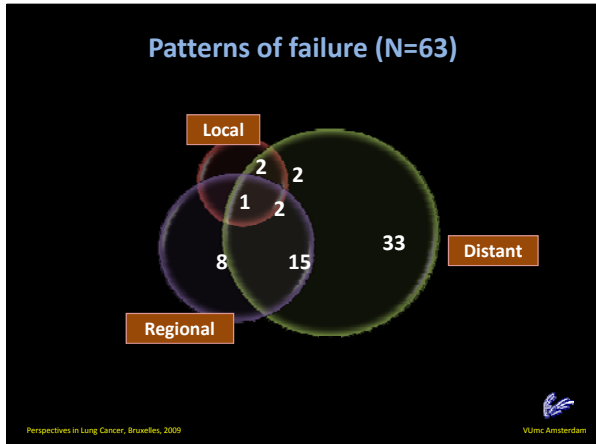 Patterns of failure (N=63)
Local
2
2
1
2
33
8
15
Distant
Regional
Perspectives in Lung Cancer, Bruxelles, 2009
VUmc Amsterdam